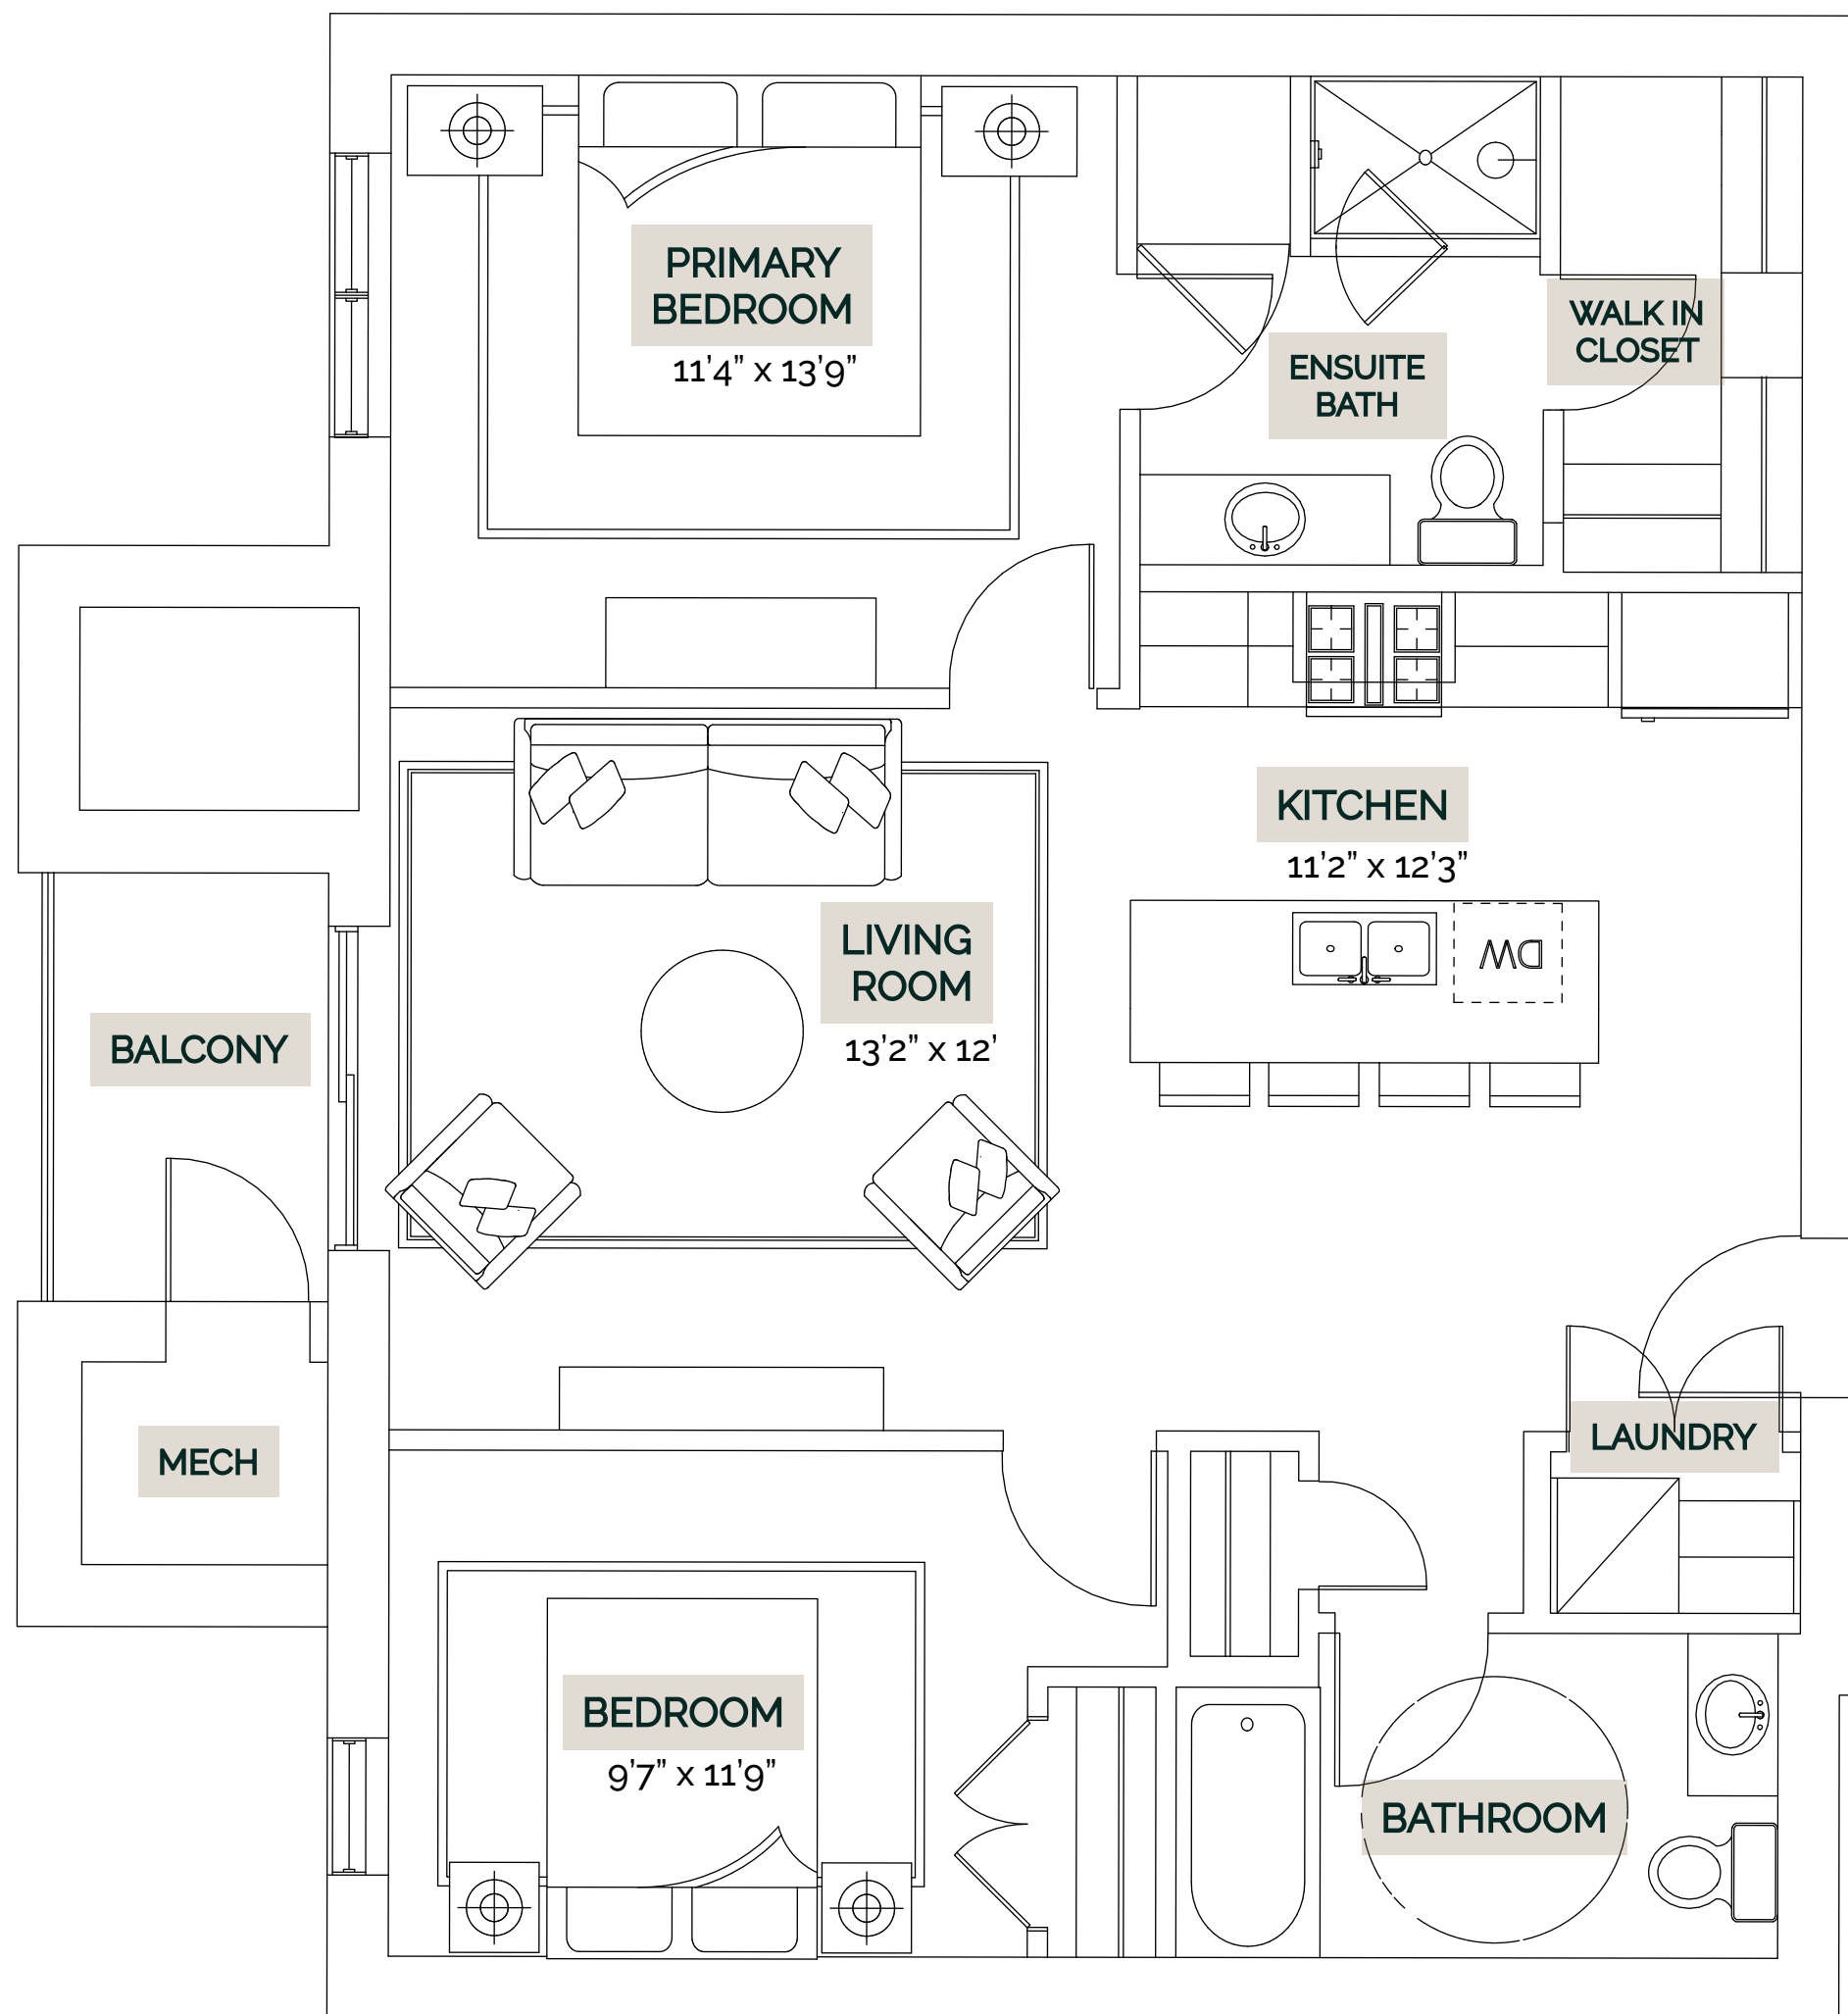 PRIMARY
BEDROOM
11'4” x 13'9”
WALK IN
CLOSET
ENSUITE
BATH
KITCHEN
11'2” x 12'3”
LIVING
ROOM
13'2” x 12'
DW
BALCONY
MECH
LAUNDRY
BEDROOM
9'7” x 11'9”
BATHROOM